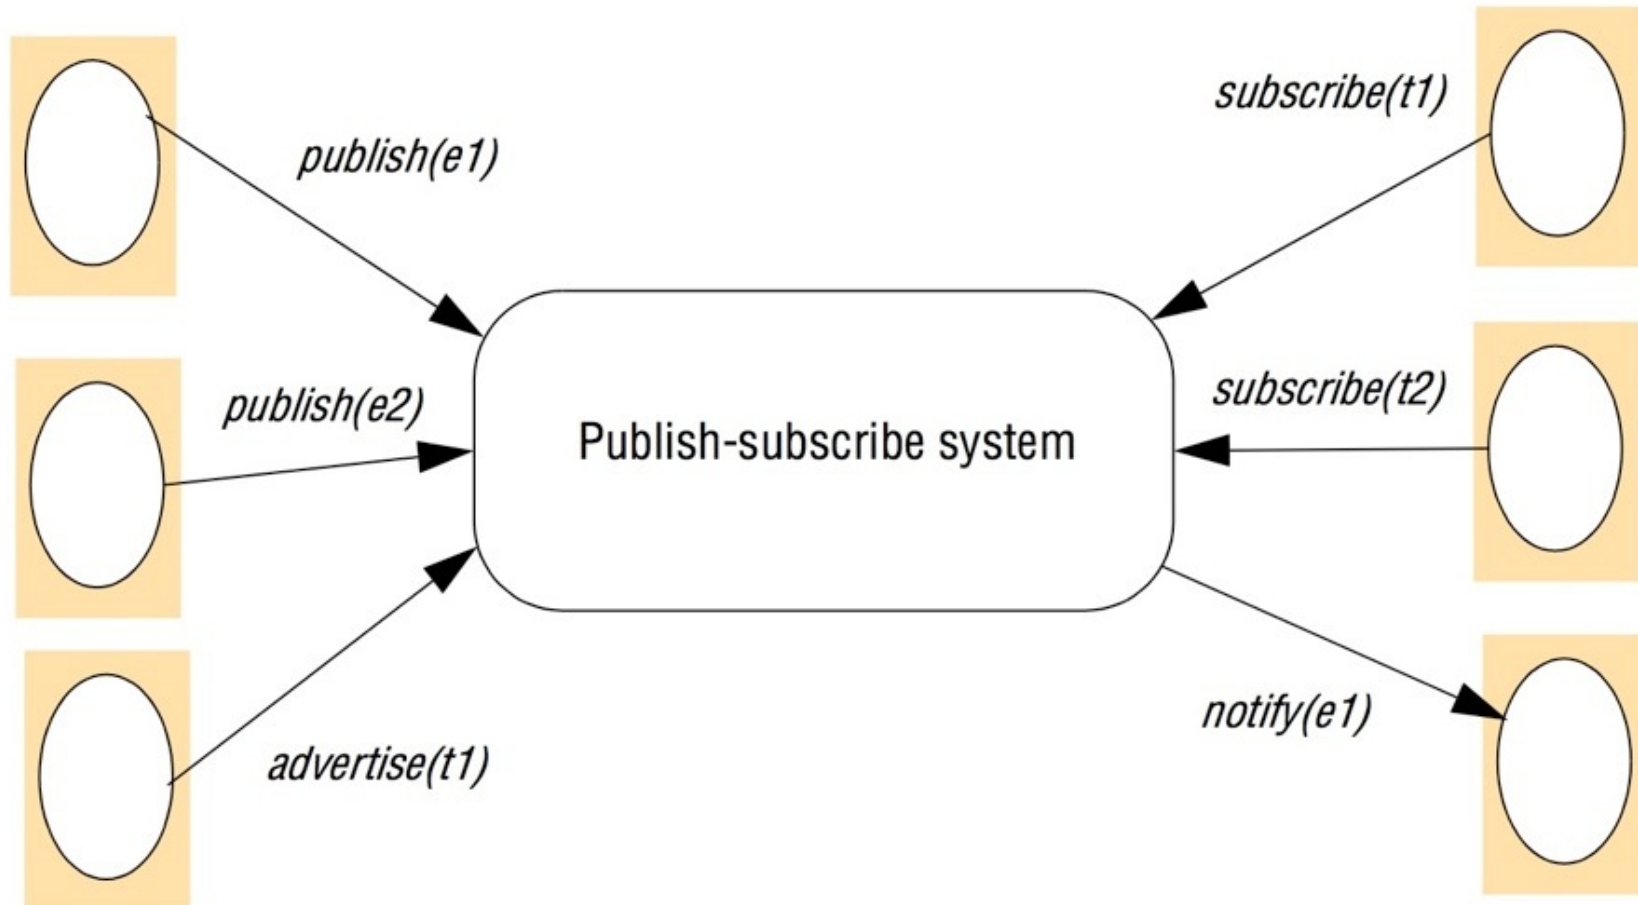 publish(e1)
publish(e2)
advertise(t1)
Publish-subscribe system
subscribe(t1)
subscribe(t2)
notify(e1)